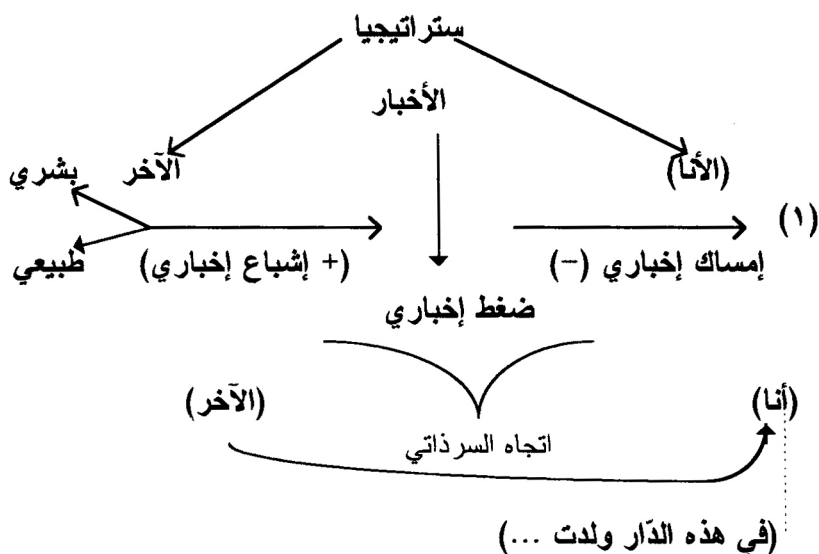 ستراتيجيا
الأخبار
(الأنا) الآخر بشري
(١)
إمساك إخباري (−) (+ إشباع إخباري) طبيعي
ضغط إخباري
(أنا) (الآخر)
اتجاه السرذاتي
(في هذه الدّار ولدت ...)